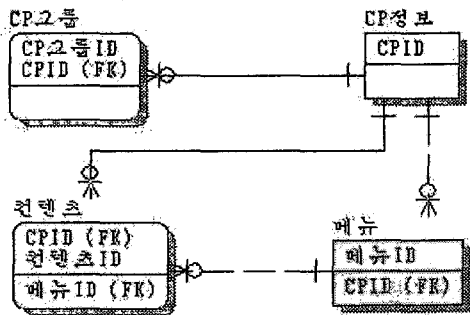 CP그룹
CP그룹ID
CPID (FK)
CP정보
CPID
컨텐츠
CPID (FK)
컨텐츠ID
메뉴ID (FK)
메뉴
메뉴ID
CPID (FK)